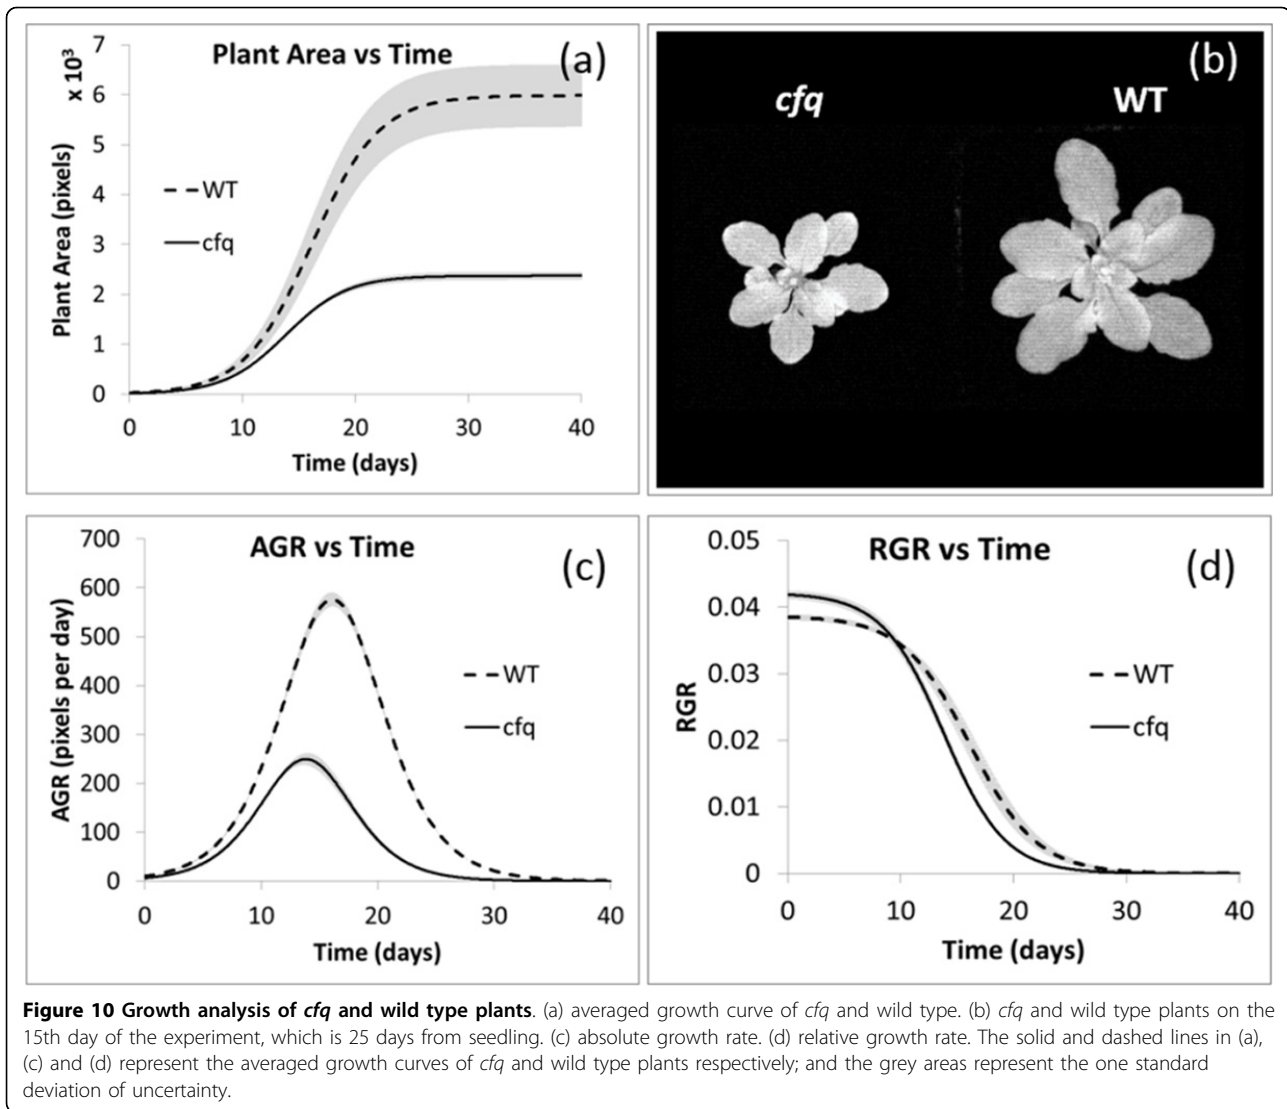 Plant Area vs Time
(a)
x 10³
Plant Area (pixels)
7
6
5
4
3
2
1
0
WT
cfq
0 10 20 30 40
Time (days)
(b)
cfq WT
AGR vs Time
(c)
AGR (pixels per day)
700
600
500
400
300
200
100
0
WT
cfq
0 10 20 30 40
Time (days)
RGR vs Time
(d)
RGR
0.05
0.04
0.03
0.02
0.01
0
WT
cfq
0 10 20 30 40
Time (days)
Figure 10 Growth analysis of cfq and wild type plants. (a) averaged growth curve of cfq and wild type. (b) cfq and wild type plants on the
15th day of the experiment, which is 25 days from seedling. (c) absolute growth rate. (d) relative growth rate. The solid and dashed lines in (a),
(c) and (d) represent the averaged growth curves of cfq and wild type plants respectively; and the grey areas represent the one standard
deviation of uncertainty.